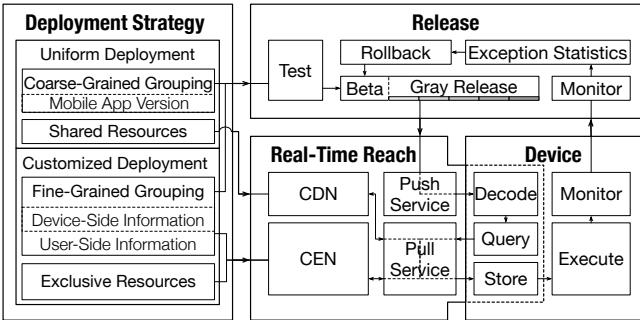 Deployment Strategy
Uniform Deployment
Coarse-Grained Grouping
Mobile App Version
Shared Resources
Customized Deployment
Fine-Grained Grouping
Device-Side Information
User-Side Information
Exclusive Resources
Release
Test
Rollback
Exception Statistics
Beta
Gray Release
Monitor
Real-Time Reach
CDN
Push
Service
CEN
Pull
Service
Device
Decode
Monitor
Query
Store
Execute